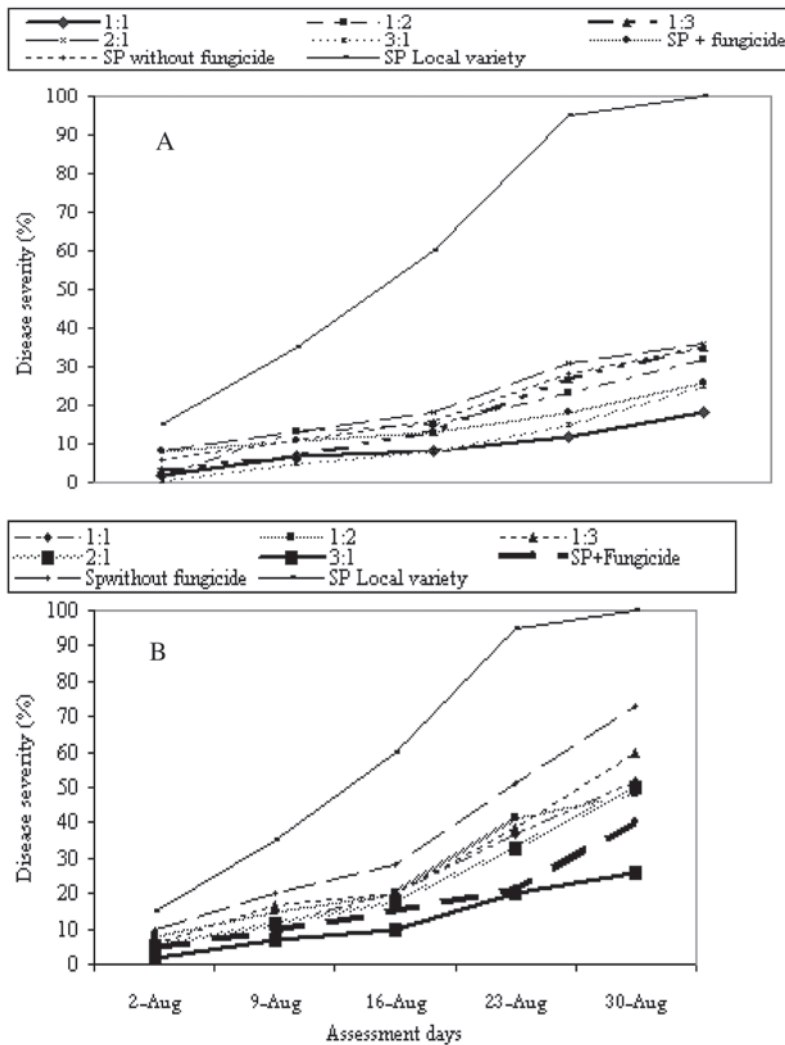 1:1 1:2 1:3
2:1 3:1 SP + fungicide
SP without fungicide SP Local variety
A
100
90
80
70
60
50
40
30
20
10
0
Disease severity (%)
1:1 1:2 1:3
2:1 3:1 SP+Fungicide
Spwithout fungicide SP Local variety
B
100
90
80
70
60
50
40
30
20
10
0
Disease severity (%)
2-Aug 9-Aug 16-Aug 23-Aug 30-Aug
Assessment days